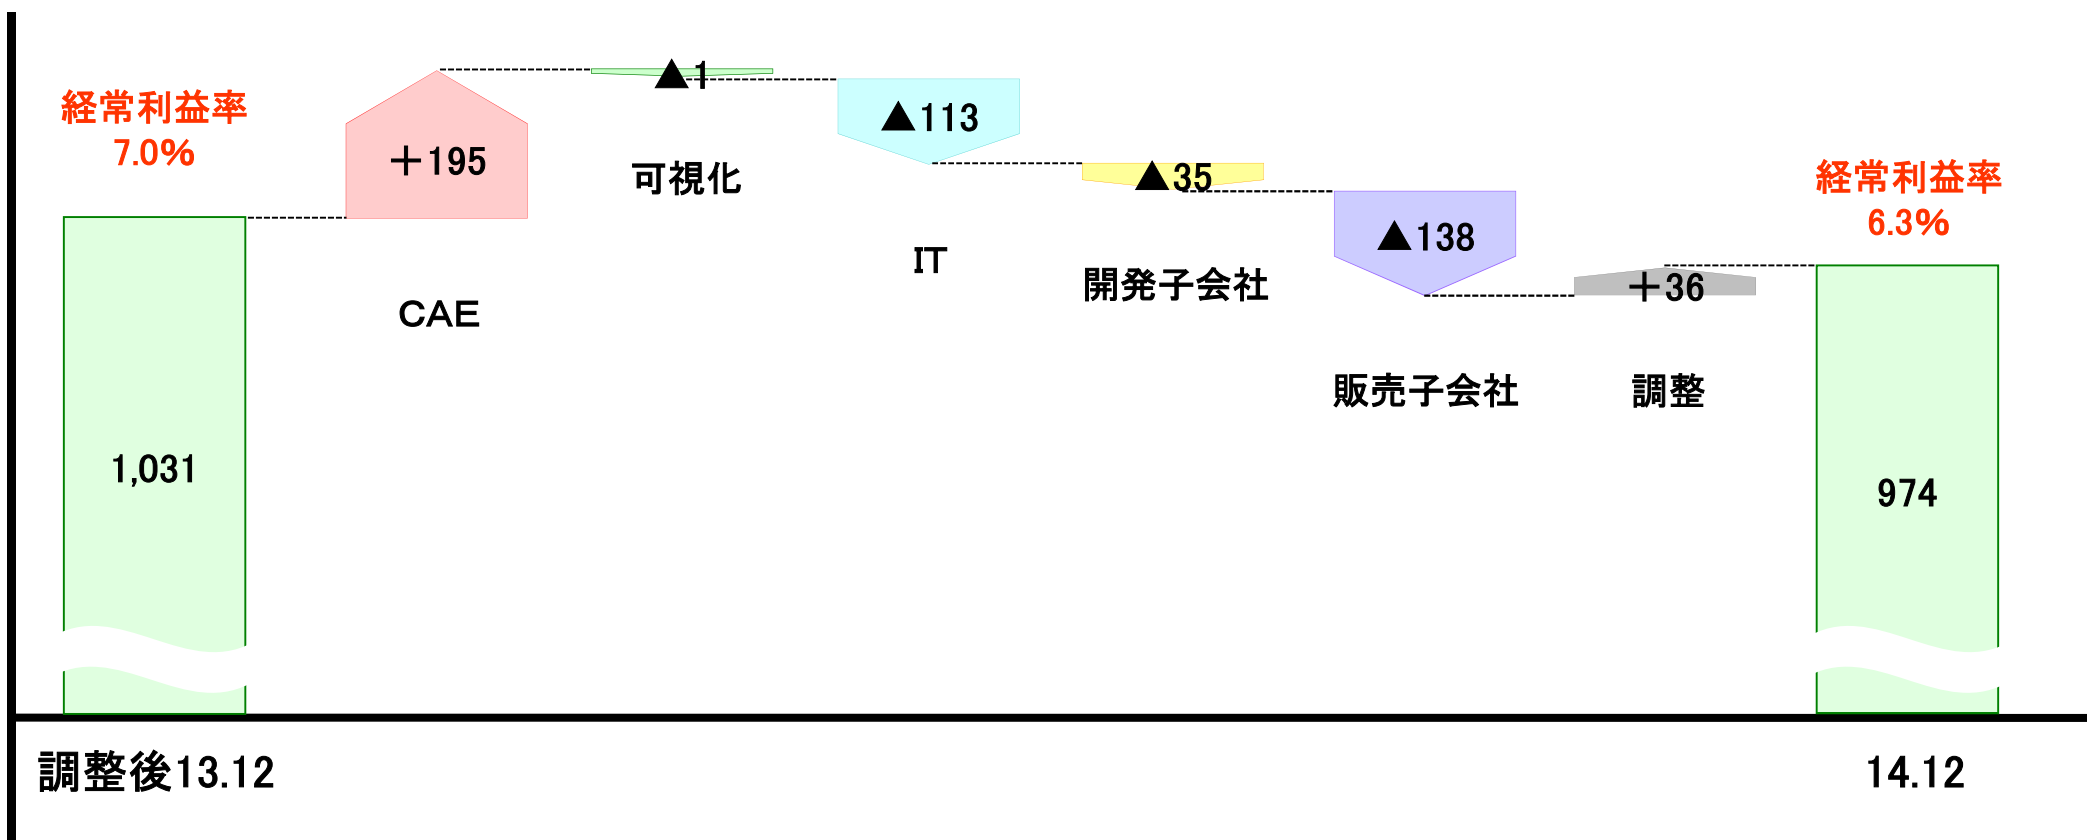 経常利益率
7.0%
1,031
＋195
CAE
▲1
可視化
▲113
IT
▲35
開発子会社
▲138
販売子会社
＋36
調整
経常利益率
6.3%
974
調整後13.12
14.12